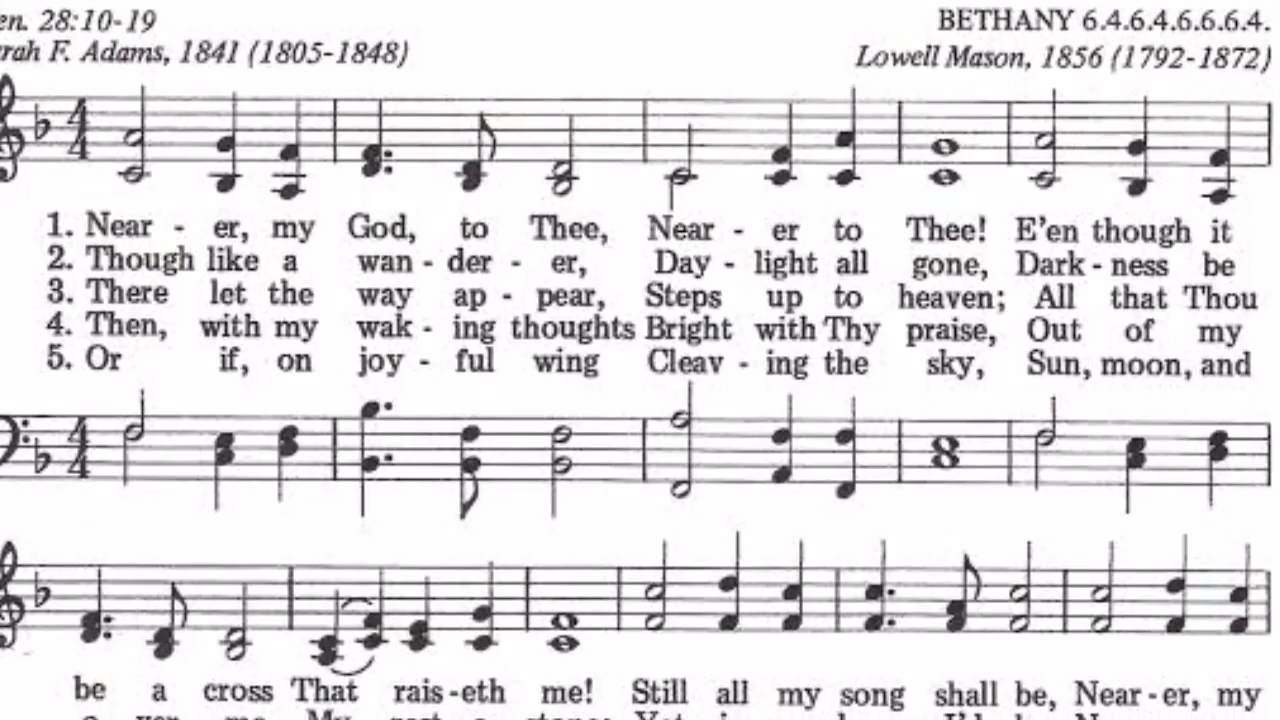 en. 28:10-19 BETHANY 6.4.6.4.6.6.6.4.
rah F. Adams, 1841 (1805-1848) Lowell Mason, 1856 (1792-1872)
4
4
1. Near - er, my God, to Thee, Near - er to Thee! E'en though it
2. Though like a wan - der - er, Day - light all gone, Dark - ness be
3. There let the way ap - pear, Steps up to heaven; All that Thou
4. Then, with my wak - ing thoughts Bright with Thy praise, Out of my
5. Or if, on joy - ful wing Cleav - ing the sky, Sun, moon, and
4
4
be a cross That rais - eth me! Still all my song shall be, Near - er, my